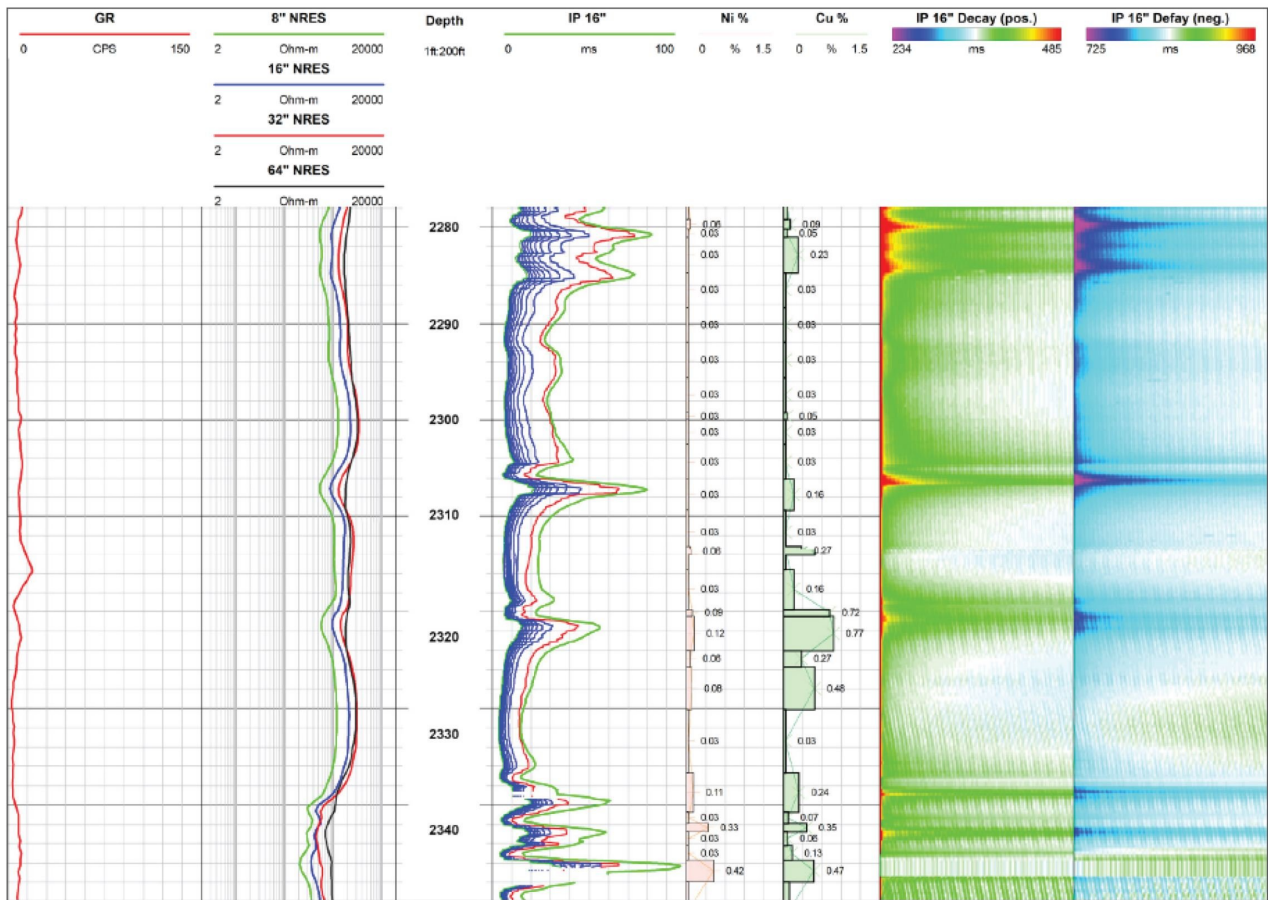 GR 8" NRES Depth IP 16" Ni % Cu % IP 16" Decay (pos.) IP 16" Defay (neg.)
0 CPS 150 2 Ohm-m 20000 1ft:200ft 0 ms 100 0 % 1.5 0 % 1.5 234 ms 485 725 ms 968
16" NRES
2 Ohm-m 20000
32" NRES
2 Ohm-m 20000
64" NRES
2 Ohm-m 20000
0.06 0.09
2280 0.03 0.05
0.03 0.23
0.03 0.03
2290 0.03 0.03
0.03 0.03
0.03 0.03
2300 0.03 0.05
0.03 0.03
0.03 0.03
0.03 0.16
2310
0.03 0.03
0.06 0.27
0.03 0.16
0.09 0.72
2320 0.12 0.77
0.06 0.27
0.08 0.48
2330 0.03 0.03
0.11 0.24
0.03 0.07
2340 0.33 0.35
0.03 0.06
0.03 0.13
0.42 0.47